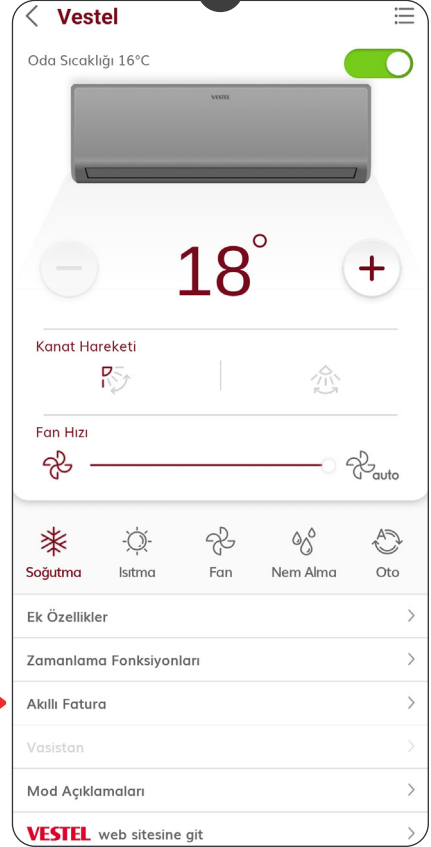 Vestel
Oda Sıcaklığı 16°C
VESTEL
18°
Kanat Hareketi
Fan Hızı
auto
Soğutma Isıtma Fan Nem Alma Oto
Ek Özellikler
Zamanlama Fonksiyonları
Akıllı Fatura
Vasistan
Mod Açıklamaları
VESTEL web sitesine git